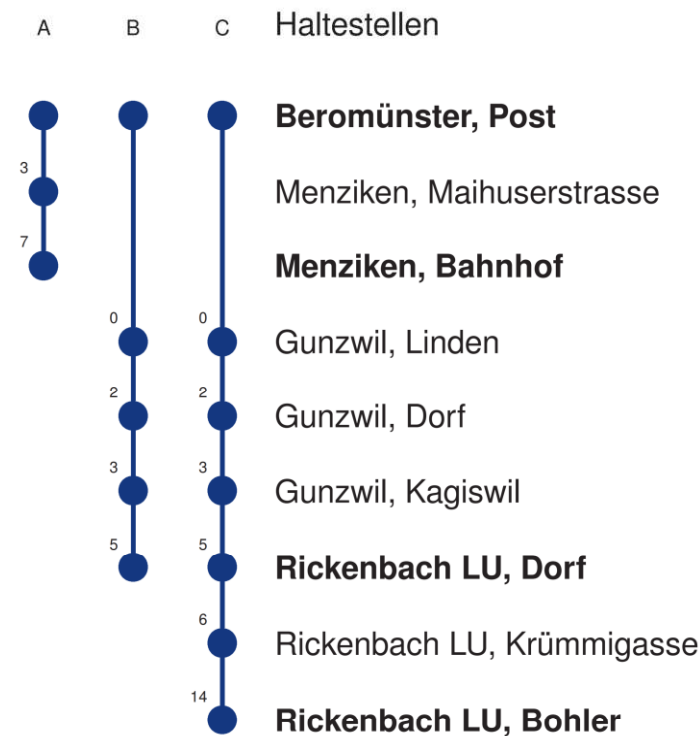 A B C Haltestellen
Beromünster, Post
3 Menziken, Maihuserstrasse
7 Menziken, Bahnhof
0 0 Gunzwil, Linden
2 2 Gunzwil, Dorf
3 3 Gunzwil, Kagiswil
5 5 Rickenbach LU, Dorf
6 Rickenbach LU, Krümmigasse
14 Rickenbach LU, Bohler